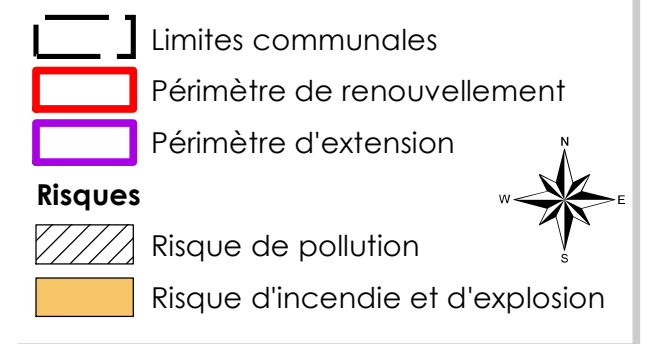 Limites communales
Périmètre de renouvellement
Périmètre d'extension
N
Risques
W E
S
Risque de pollution
Risque d'incendie et d'explosion